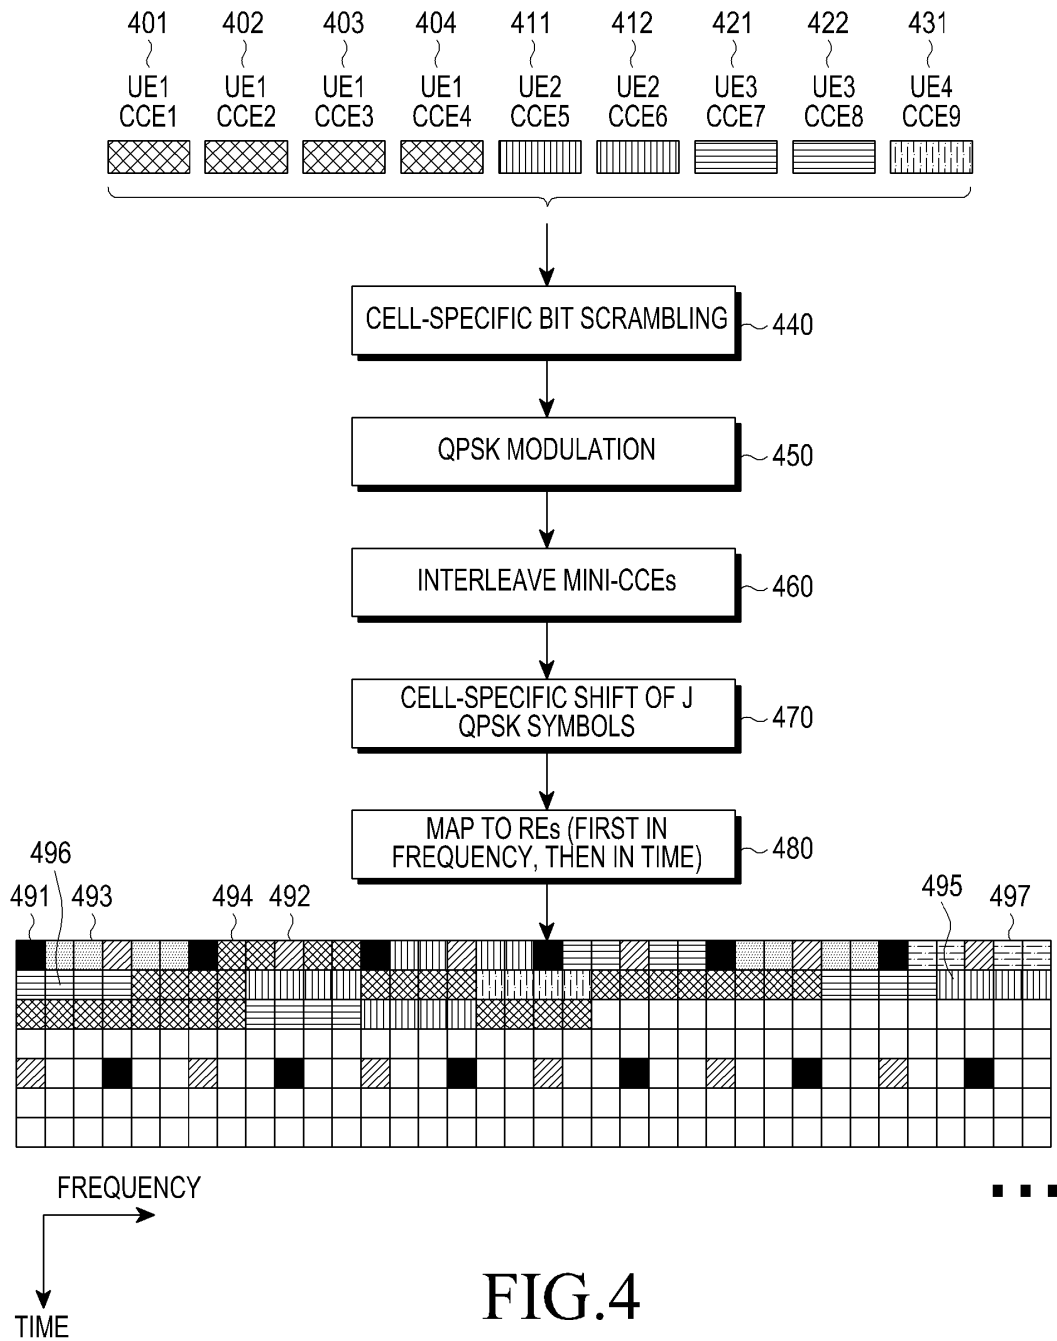 401 402 403 404 411 412 421 422 431
UE1 UE1 UE1 UE1 UE2 UE2 UE3 UE3 UE4
CCE1 CCE2 CCE3 CCE4 CCE5 CCE6 CCE7 CCE8 CCE9
CELL-SPECIFIC BIT SCRAMBLING
440
QPSK MODULATION
450
INTERLEAVE MINI-CCEs
460
CELL-SPECIFIC SHIFT OF J
QPSK SYMBOLS
470
MAP TO REs (FIRST IN
FREQUENCY, THEN IN TIME)
480
496
491 493 494 492 495 497
FREQUENCY
TIME
FIG.4